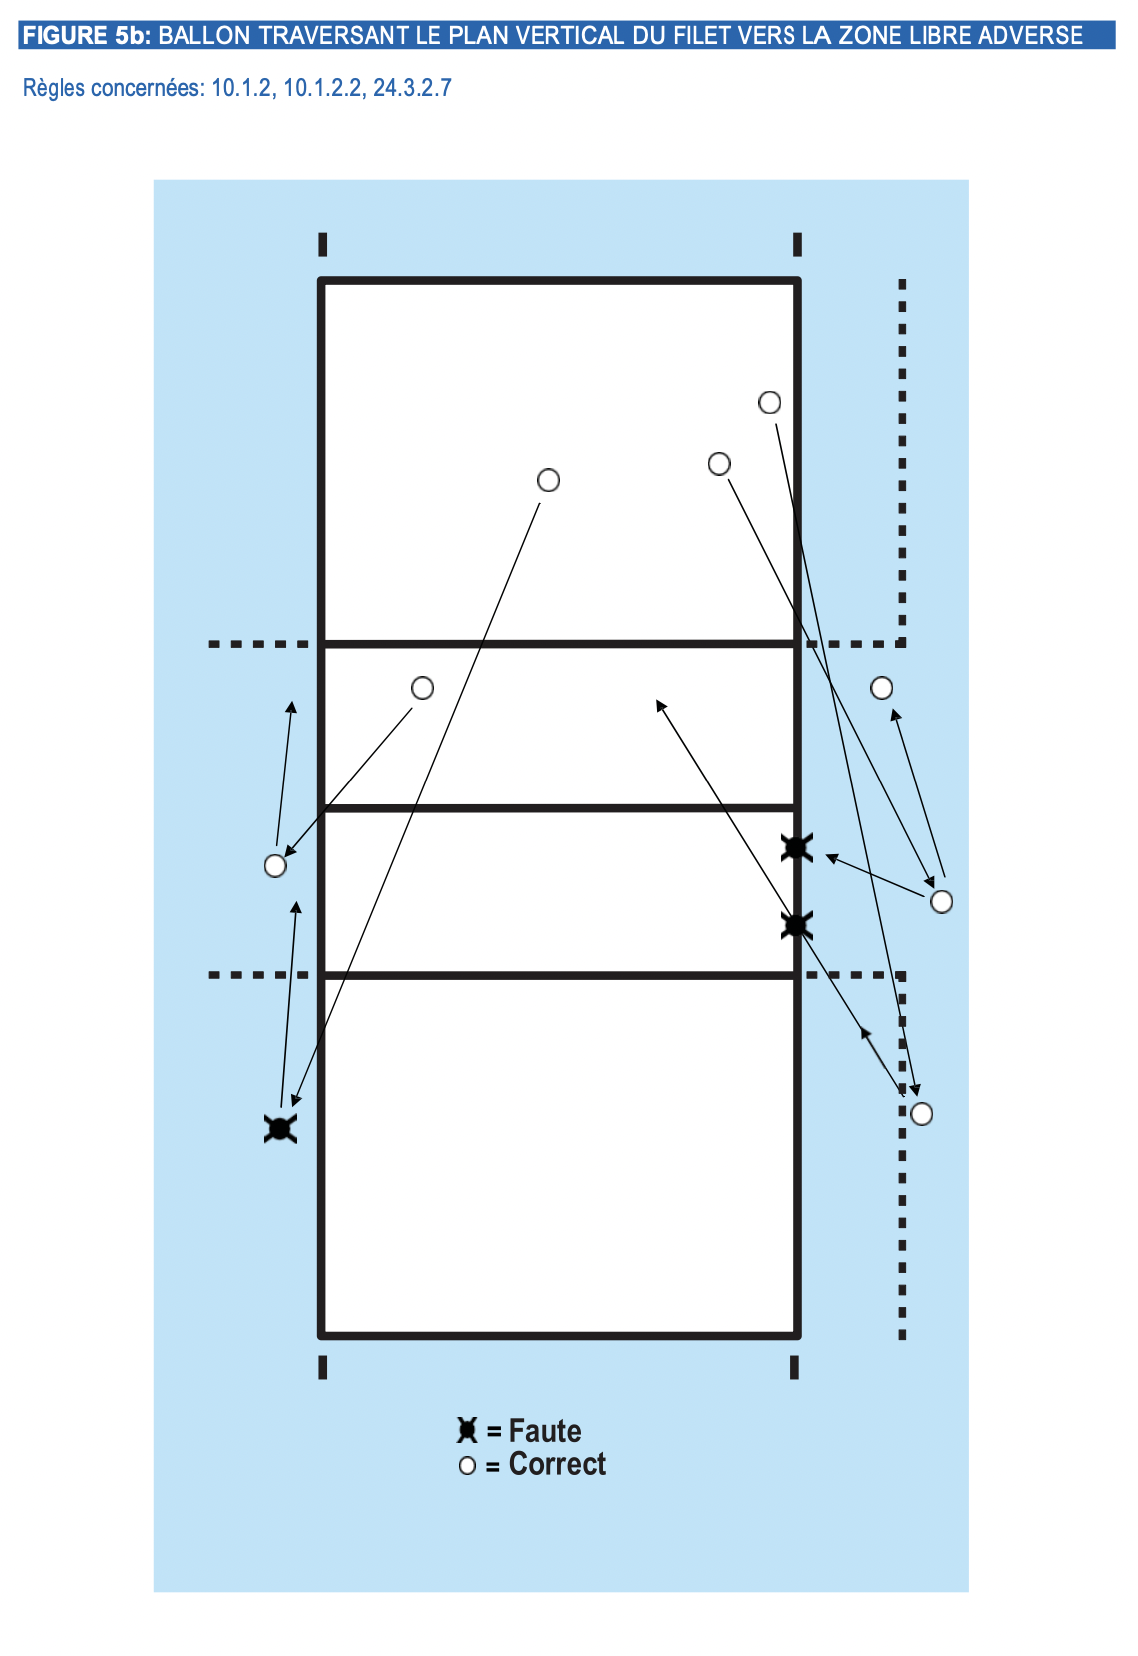 FIGURE 5b: BALLON TRAVERSANT LE PLAN VERTICAL DU FILET VERS LA ZONE LIBRE ADVERSE
Règles concernées: 10.1.2, 10.1.2.2, 24.3.2.7
= Faute
= Correct